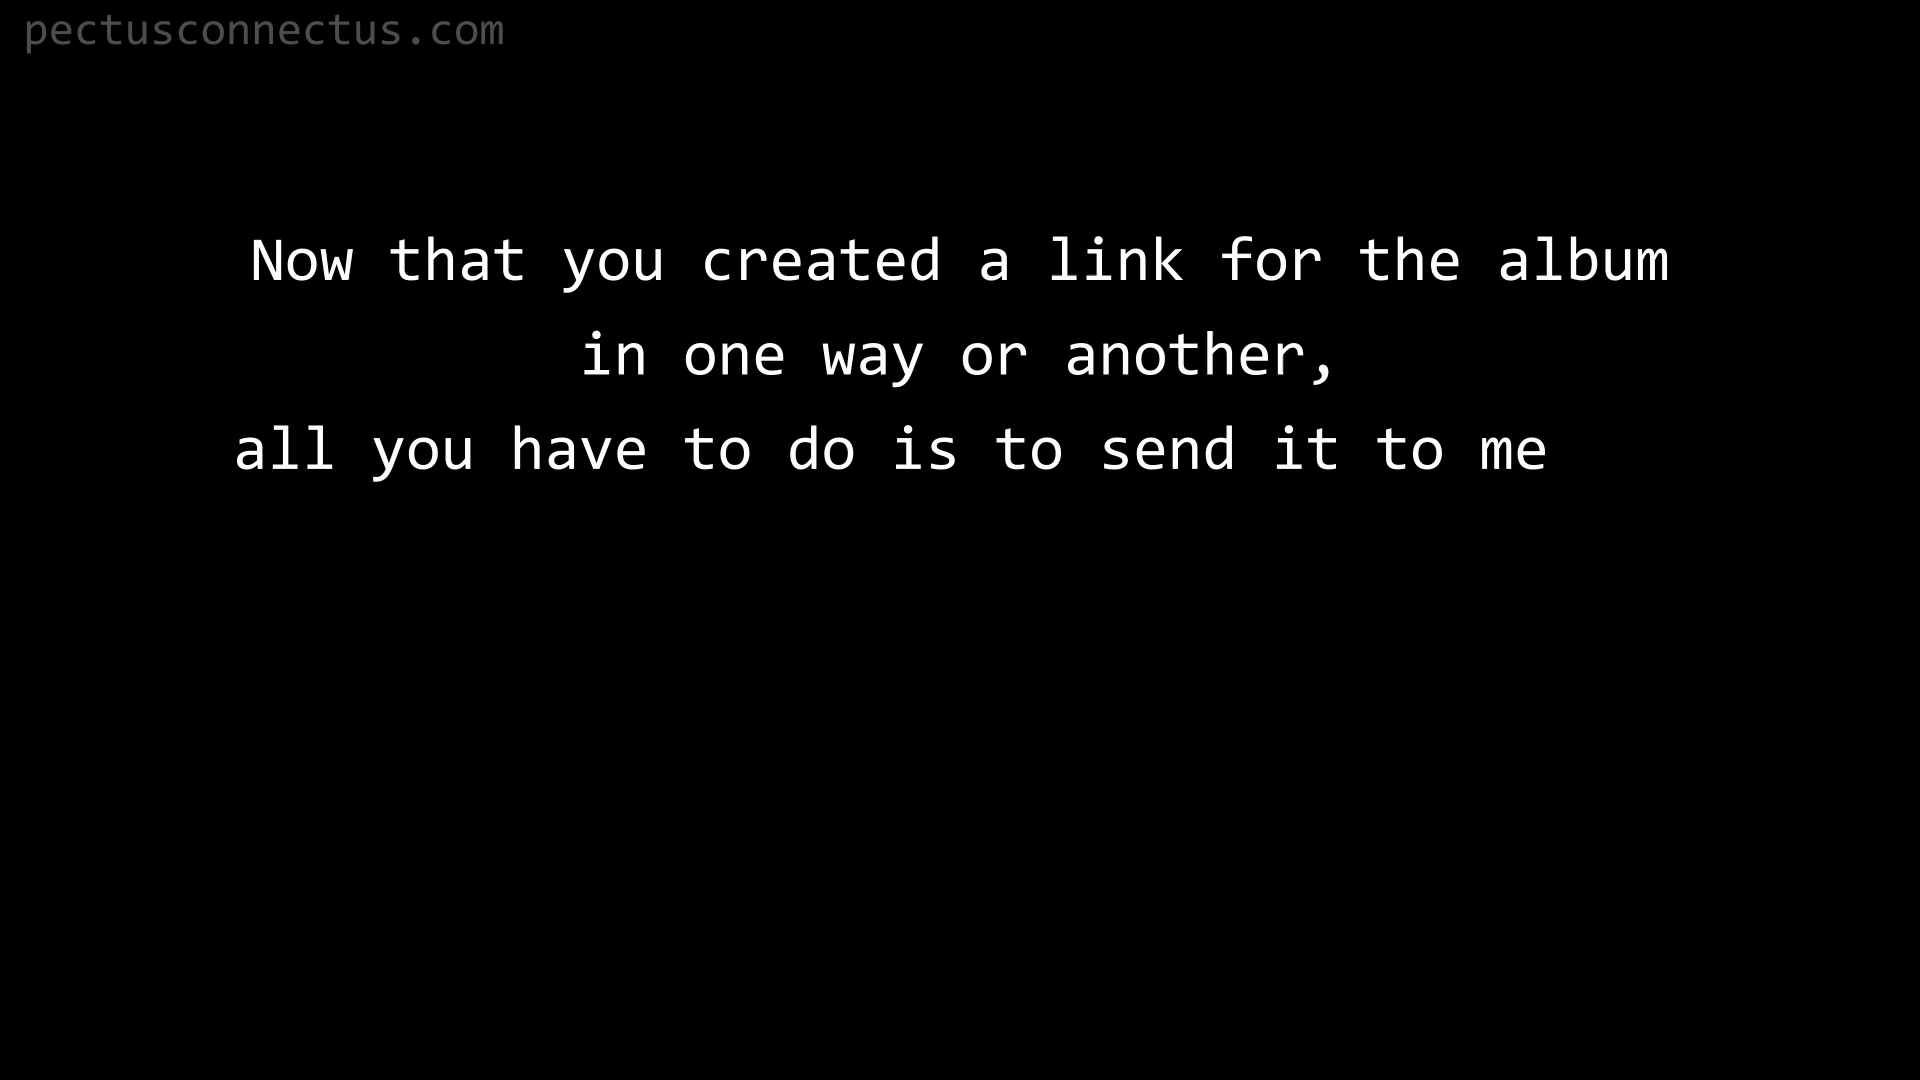 pectusconnectus.com
Now that you created a link for the album
in one way or another,
all you have to do is to send it to me